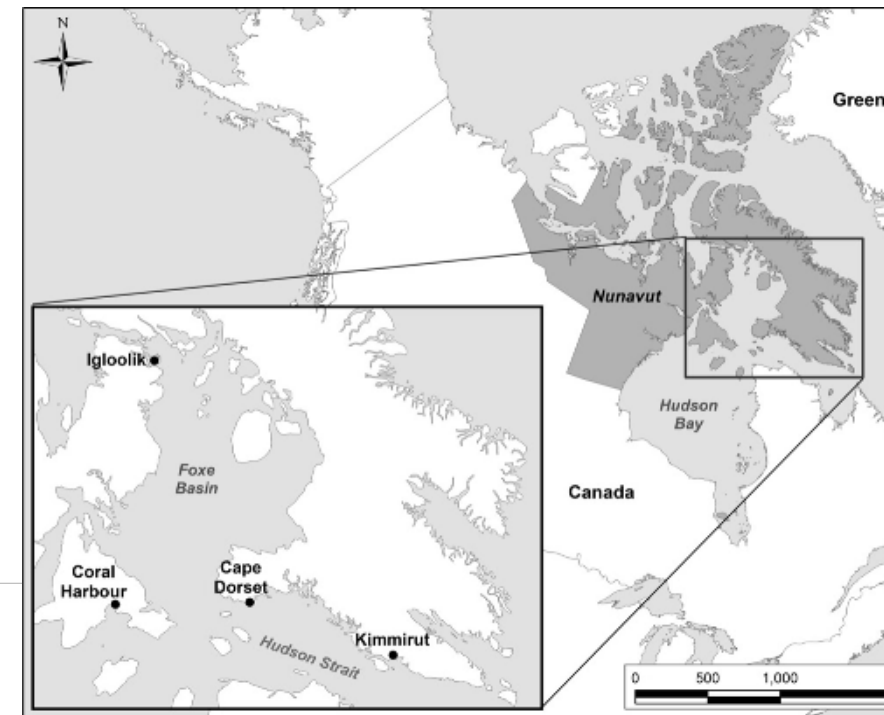 N
Green
Nunavut
Igloolik
Hudson
Bay
Foxe
Basin
Canada
Coral
Harbour
Cape
Dorset
Kimmirut
Hudson Strait
0 500 1,000